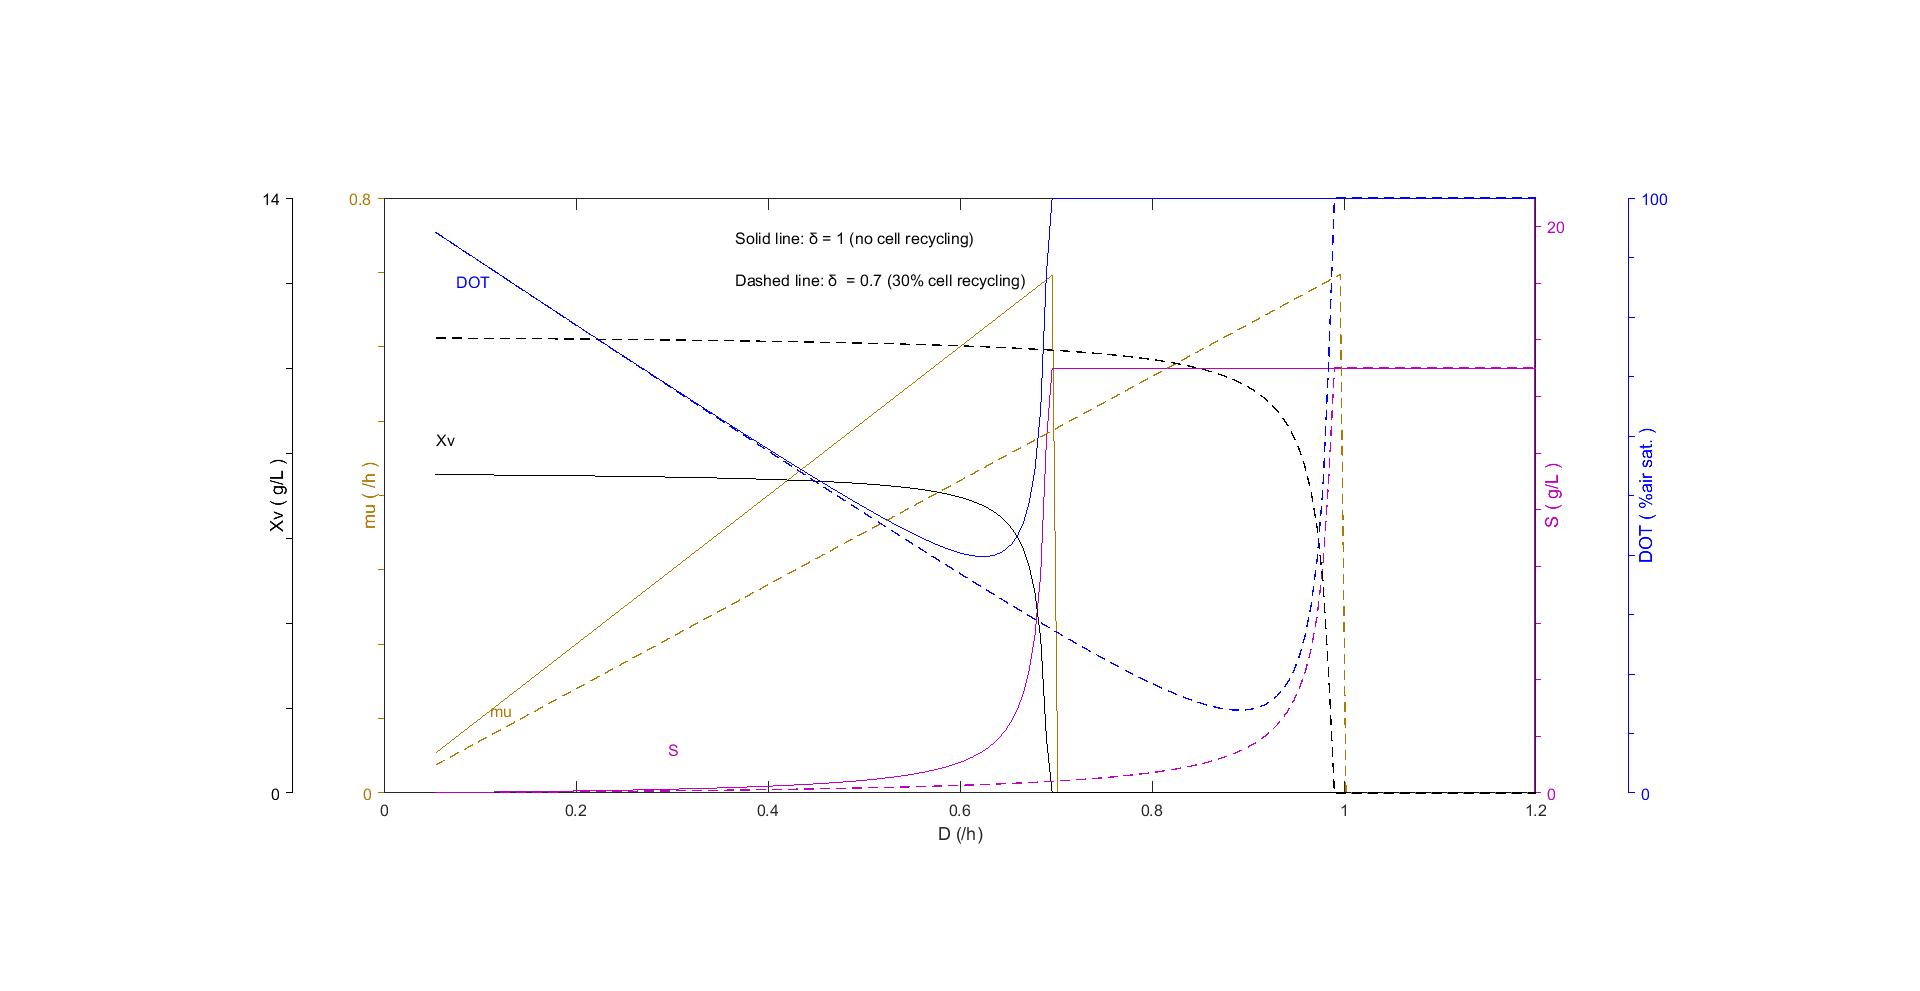 14
0.8
100
Solid line: δ = 1 (no cell recycling)
20
DOT
Dashed line: δ  = 0.7 (30% cell recycling)
Xv
Xv ( g/L )
mu ( /h )
S ( g/L )
DOT ( %air sat. )
mu
S
0
0
0
0
0
0.2
0.4
0.6
0.8
1
1.2
D (/h)